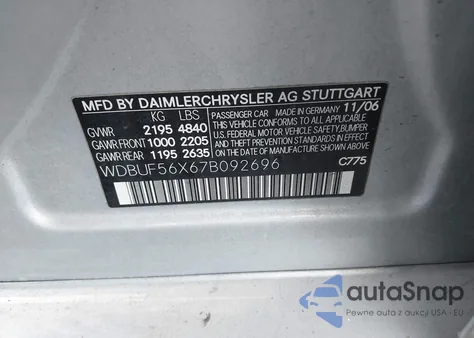 MFD BY DAIMLERCHRYSLER AG STUTTGART
KG LBS PASSENGER CAR MADE IN GERMANY 11/06
GVWR 2195 4840
GAWR FRONT 1000 2205
GAWR REAR 1195 2635
THIS VEHICLE CONFORMS TO ALL APPLICABLE
U.S. FEDERAL MOTOR VEHICLE SAFETY BUMPER
AND THEFT PREVENTION STANDARDS IN EFFECT
ON THE DATE OF MANUFACTURE SHOWN ABOVE
WDBUF56X67B092696 C775
autoSnap
Pewne auta z aukcji USA i EU